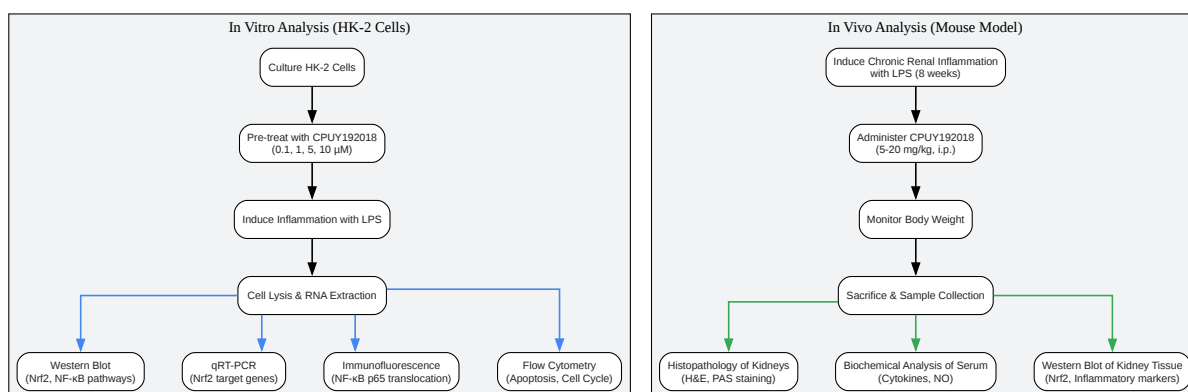 In Vitro Analysis (HK-2 Cells)
Culture HK-2 Cells
Pre-treat with CPUY192018
(0.1, 1, 5, 10 µM)
Induce Inflammation with LPS
Cell Lysis & RNA Extraction
Western Blot
(Nrf2, NF-κB pathways)
qRT-PCR
(Nrf2 target genes)
Immunofluorescence
(NF-κB p65 translocation)
Flow Cytometry
(Apoptosis, Cell Cycle)
In Vivo Analysis (Mouse Model)
Induce Chronic Renal Inflammation
with LPS (8 weeks)
Administer CPUY192018
(5-20 mg/kg, i.p.)
Monitor Body Weight
Sacrifice & Sample Collection
Histopathology of Kidneys
(H&E, PAS staining)
Biochemical Analysis of Serum
(Cytokines, NO)
Western Blot of Kidney Tissue
(Nrf2, Inflammatory markers)